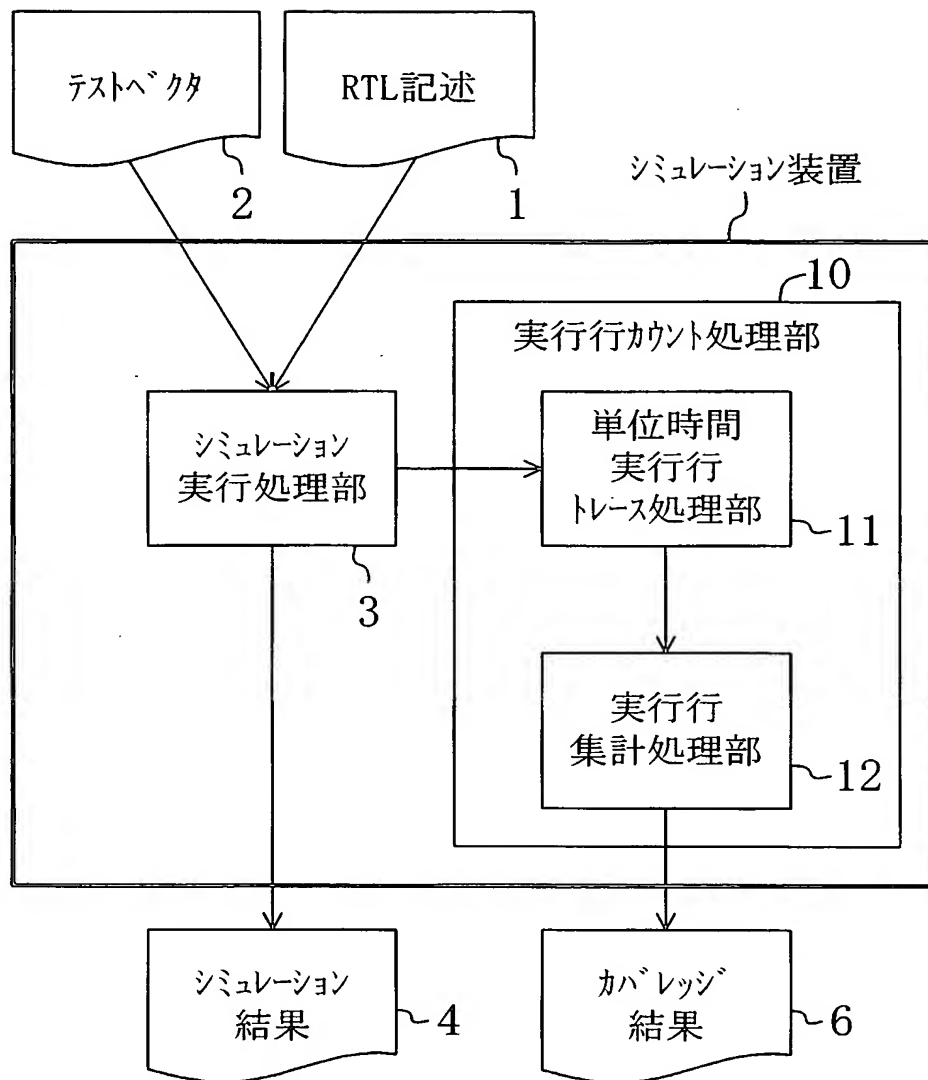 ﾃｽﾄﾍﾞｸﾀ
RTL記述
2
1
ｼﾐｭﾚｰｼｮﾝ装置
10
実行行ｶｳﾝﾄ処理部
ｼﾐｭﾚｰｼｮﾝ
実行処理部
3
単位時間
実行行
ﾄﾚｰｽ処理部
11
実行行
集計処理部
12
ｼﾐｭﾚｰｼｮﾝ
結果
4
ｶﾊﾞﾚｯｼﾞ
結果
6